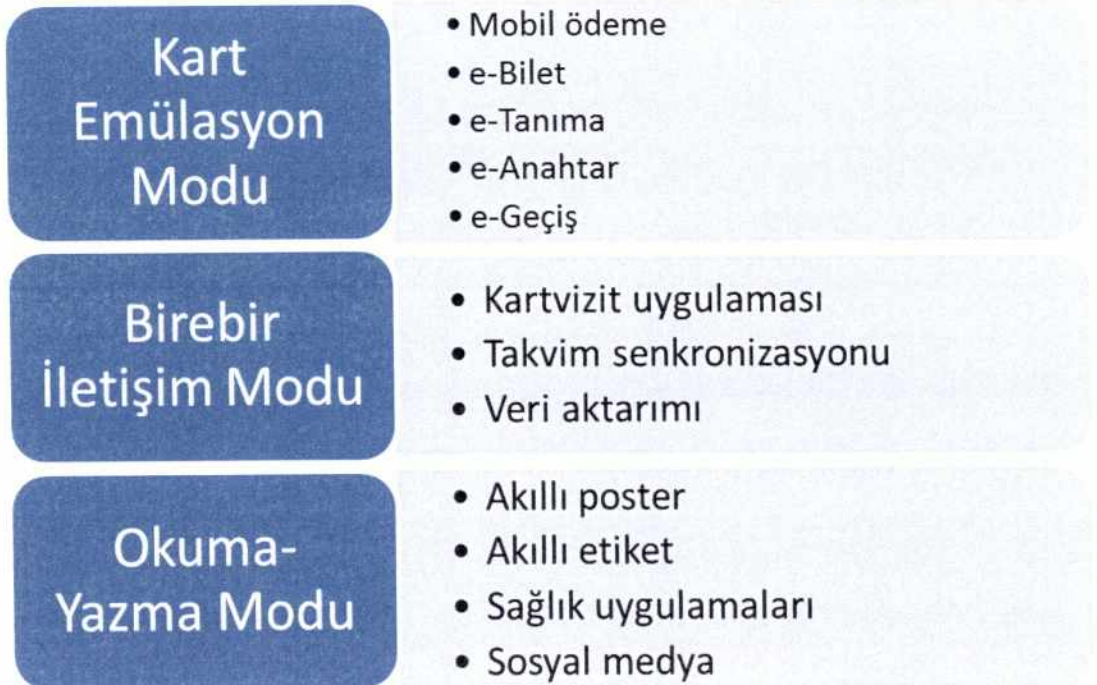 Kart
Emülasyon
Modu
• Mobil ödeme
• e-Bilet
• e-Tanıma
• e-Anahtar
• e-Geçiş
Birebir
İletişim Modu
• Kartvizit uygulaması
• Takvim senkronizasyonu
• Veri aktarımı
Okuma-
Yazma Modu
• Akıllı poster
• Akıllı etiket
• Sağlık uygulamaları
• Sosyal medya